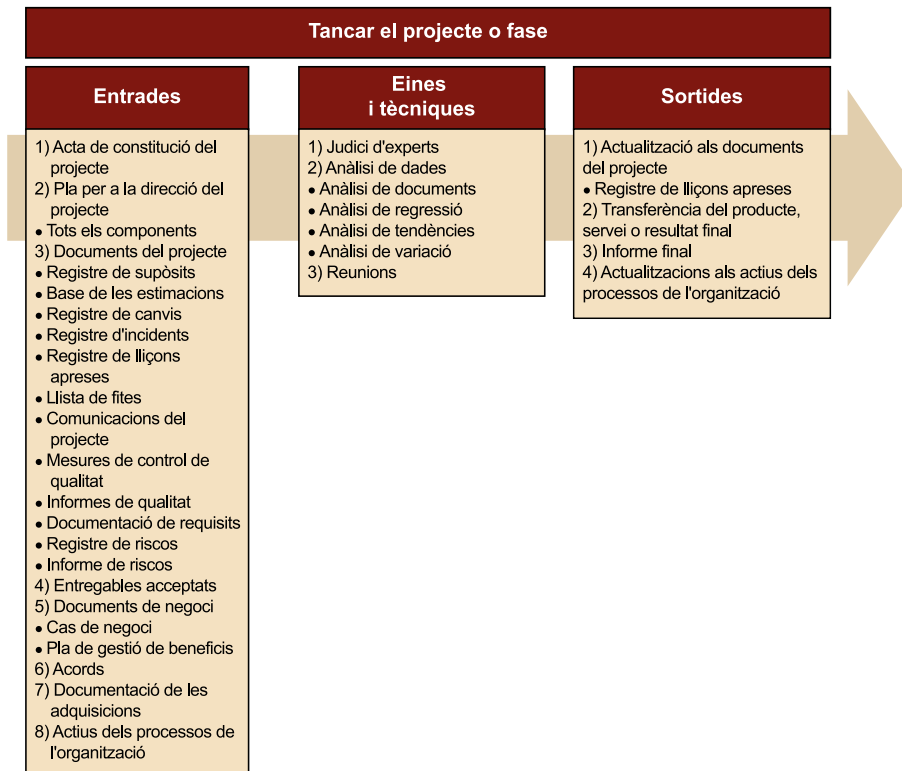 Tancar el projecte o fase
Entrades
1) Acta de constitució del
projecte
2) Pla per a la direcció del
projecte
• Tots els components
3) Documents del projecte
• Registre de supòsits
• Base de les estimacions
• Registre de canvis
• Registre d'incidents
• Registre de lliçons
apreses
• Llista de fites
• Comunicacions del
projecte
• Mesures de control de
qualitat
• Informes de qualitat
• Documentació de requisits
• Registre de riscos
• Informe de riscos
4) Entregables acceptats
5) Documents de negoci
• Cas de negoci
• Pla de gestió de beneficis
6) Acords
7) Documentació de les
adquisicions
8) Actius dels processos de
l'organització
Eines
i tècniques
1) Judici d'experts
2) Anàlisi de dades
• Anàlisi de documents
• Anàlisi de regressió
• Anàlisi de tendències
• Anàlisi de variació
3) Reunions
Sortides
1) Actualització als documents
del projecte
• Registre de lliçons apreses
2) Transferència del producte,
servei o resultat final
3) Informe final
4) Actualitzacions als actius dels
processos de l'organització